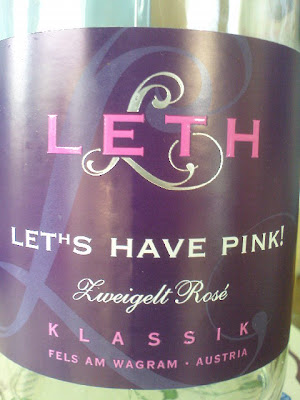 LETH
LETHS HAVE PINK!
Zweigelt Rosé
KLASSIK
FELS AM WAGRAM · AUSTRIA